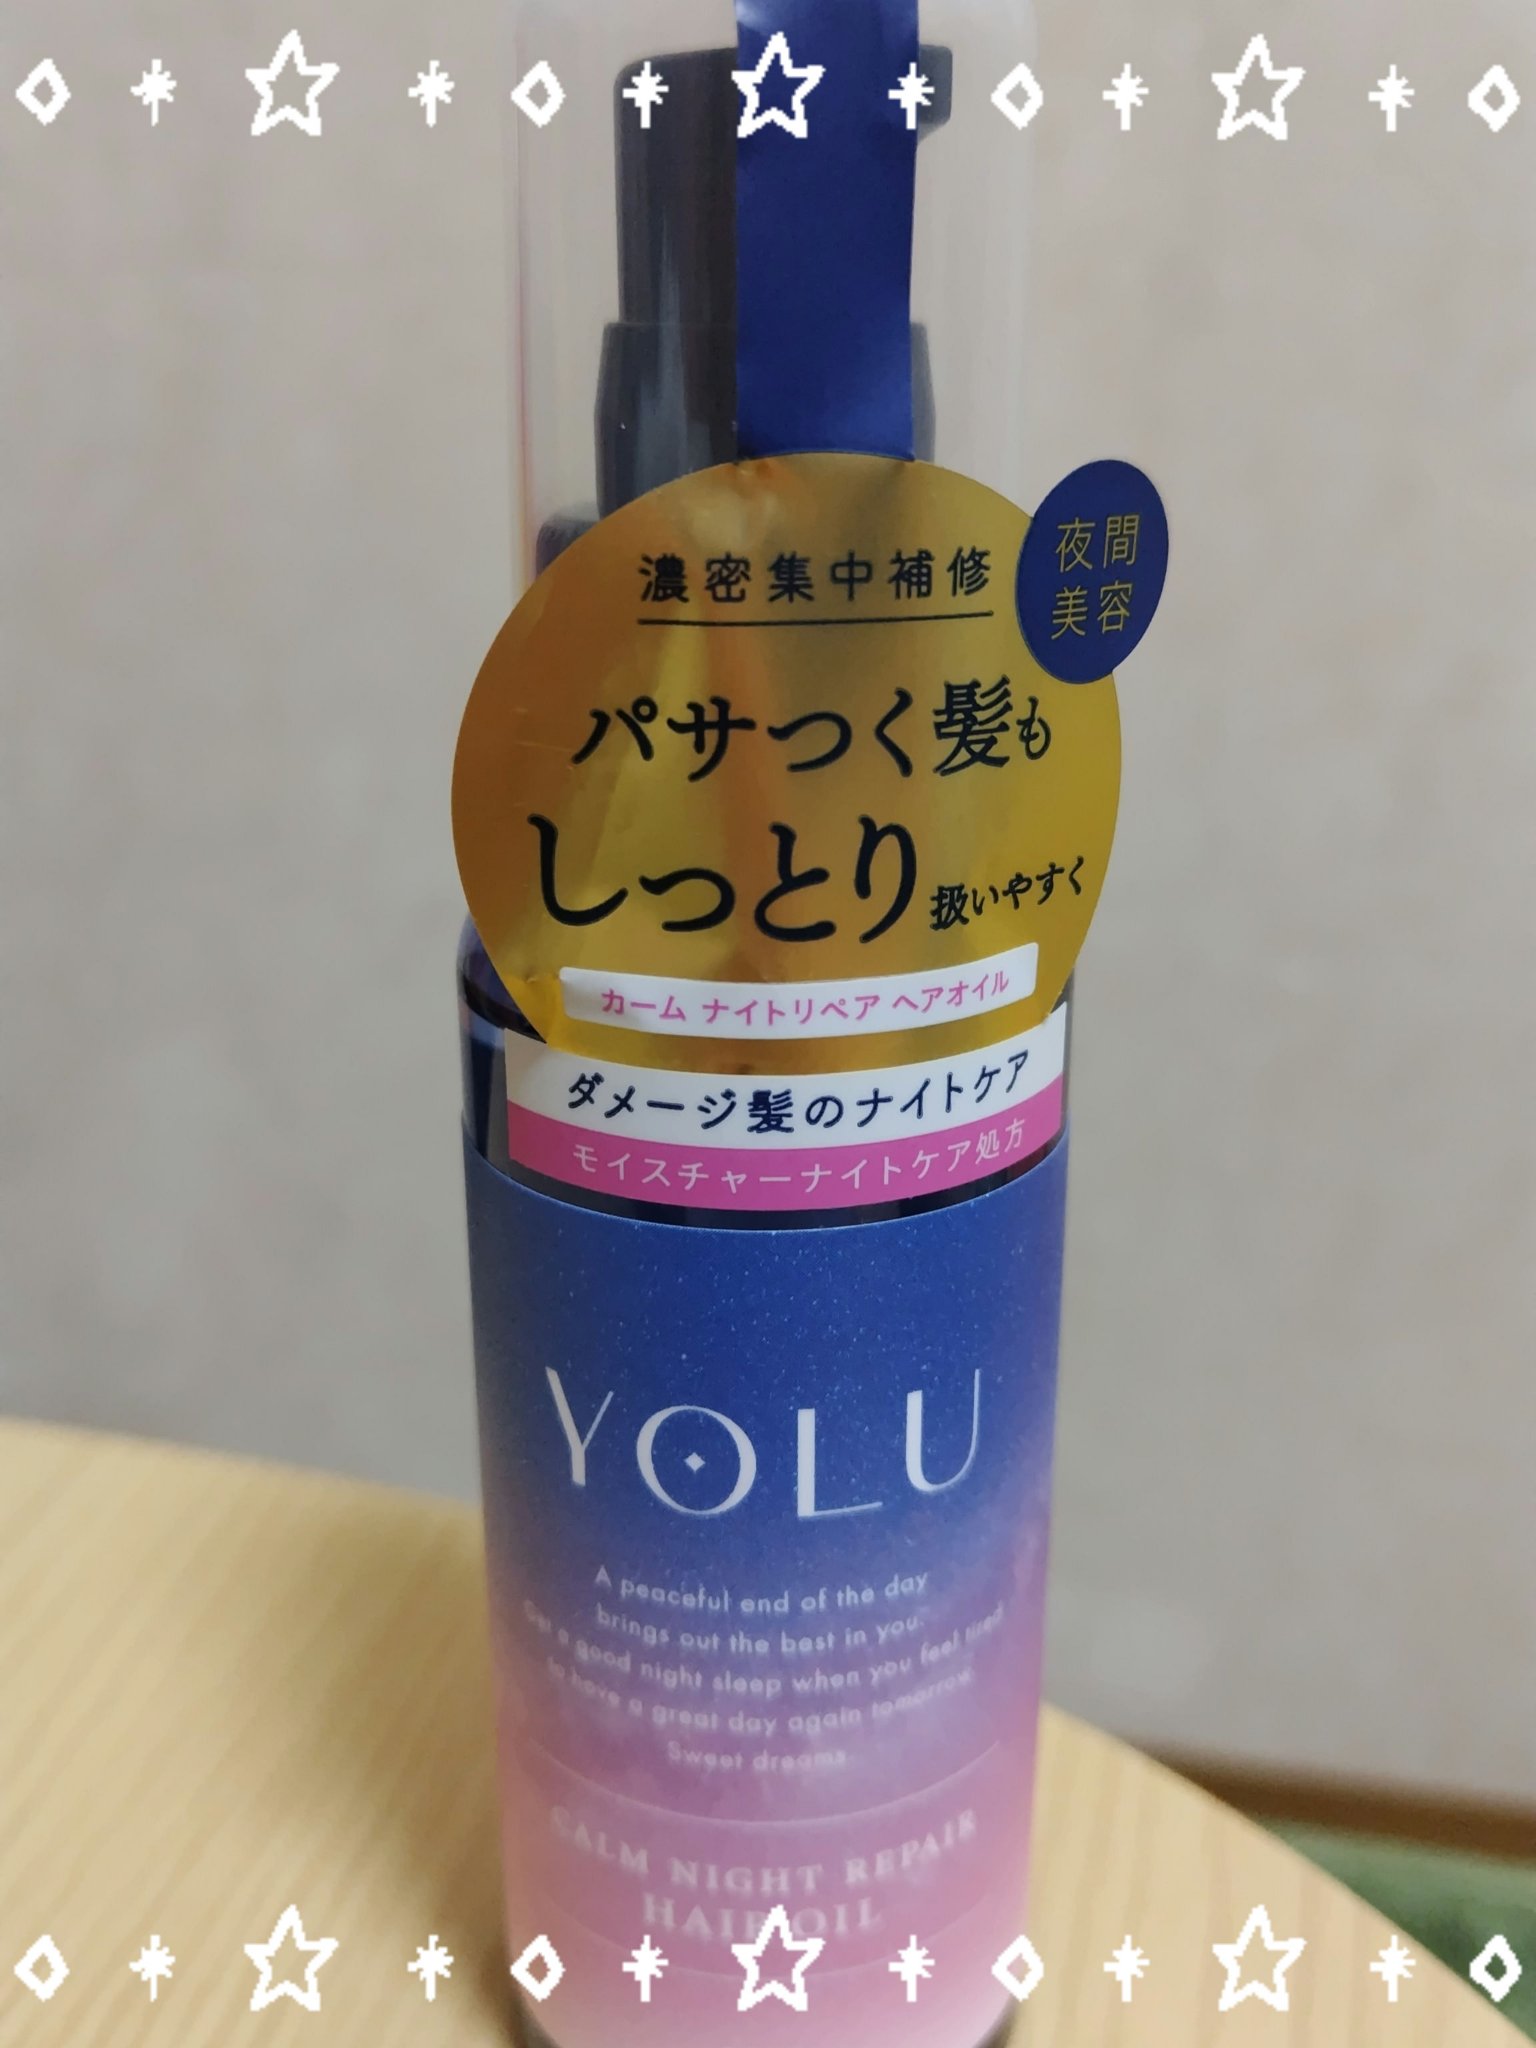 濃密集中補修
夜間
美容
パサつく髪も
しっとり扱いやすく
カーム ナイトリペア ヘアオイル
ダメージ髪のナイトケア
モイスチャーナイトケア処方
YOLU
A peaceful end of the day
brings out the best in you.
Get a good night sleep when you feel tired
to have a great day again tomorrow.
Sweet dreams.
CALM NIGHT REPAIR
HAIR OIL